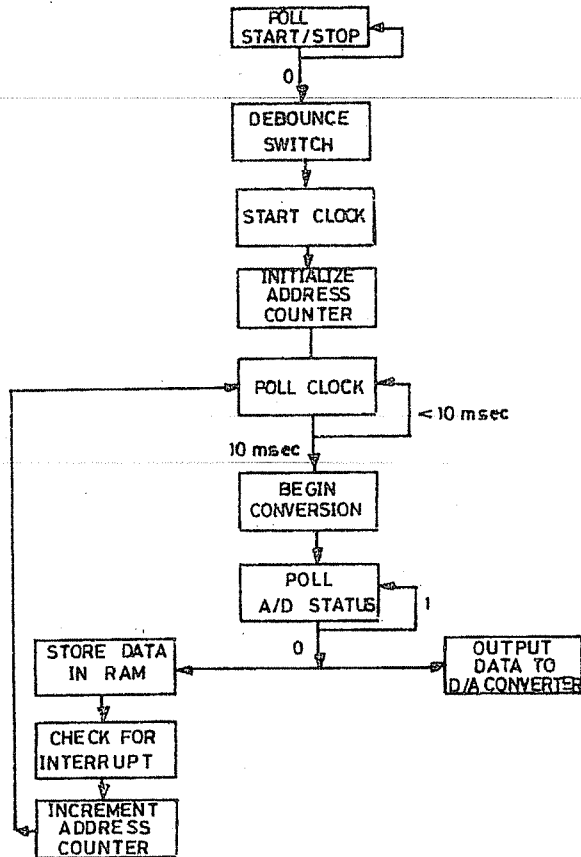 POLL
START/STOP
0
DEBOUNCE
SWITCH
START CLOCK
INITIALIZE
ADDRESS
COUNTER
POLL CLOCK
< 10 msec
10 msec
BEGIN
CONVERSION
POLL
A/D STATUS
1
0
STORE DATA
IN RAM
OUTPUT
DATA TO
D/A CONVERTER
CHECK FOR
INTERRUPT
INCREMENT
ADDRESS
COUNTER